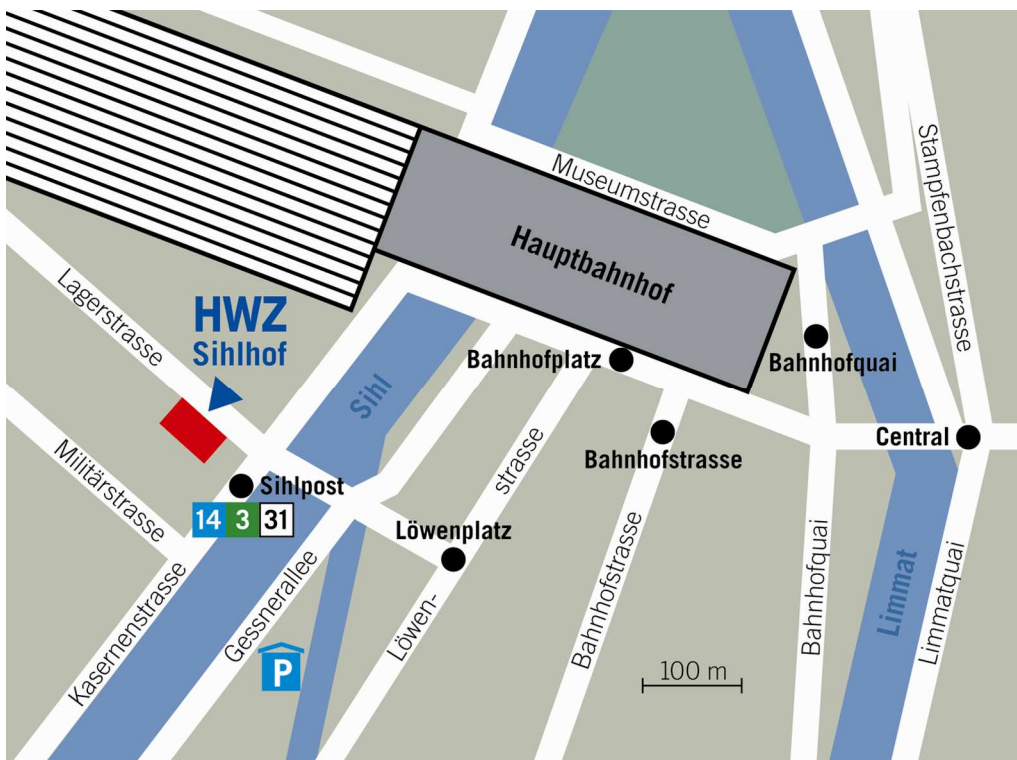 Museumstrasse
Stampfenbachstrasse
Hauptbahnhof
Lagerstrasse
HWZ
Sihlhof
Bahnhofplatz
Bahnhofquai
Sihl
Central
Bahnhofstrasse
strasse
Militärstrasse
Sihlpost
14 3 31
Löwenplatz
Bahnhofstrasse
Bahnhofquai
Limmat
Limmatquai
Kasernenstrasse
Gessnerallee
Löwen-
P
100 m